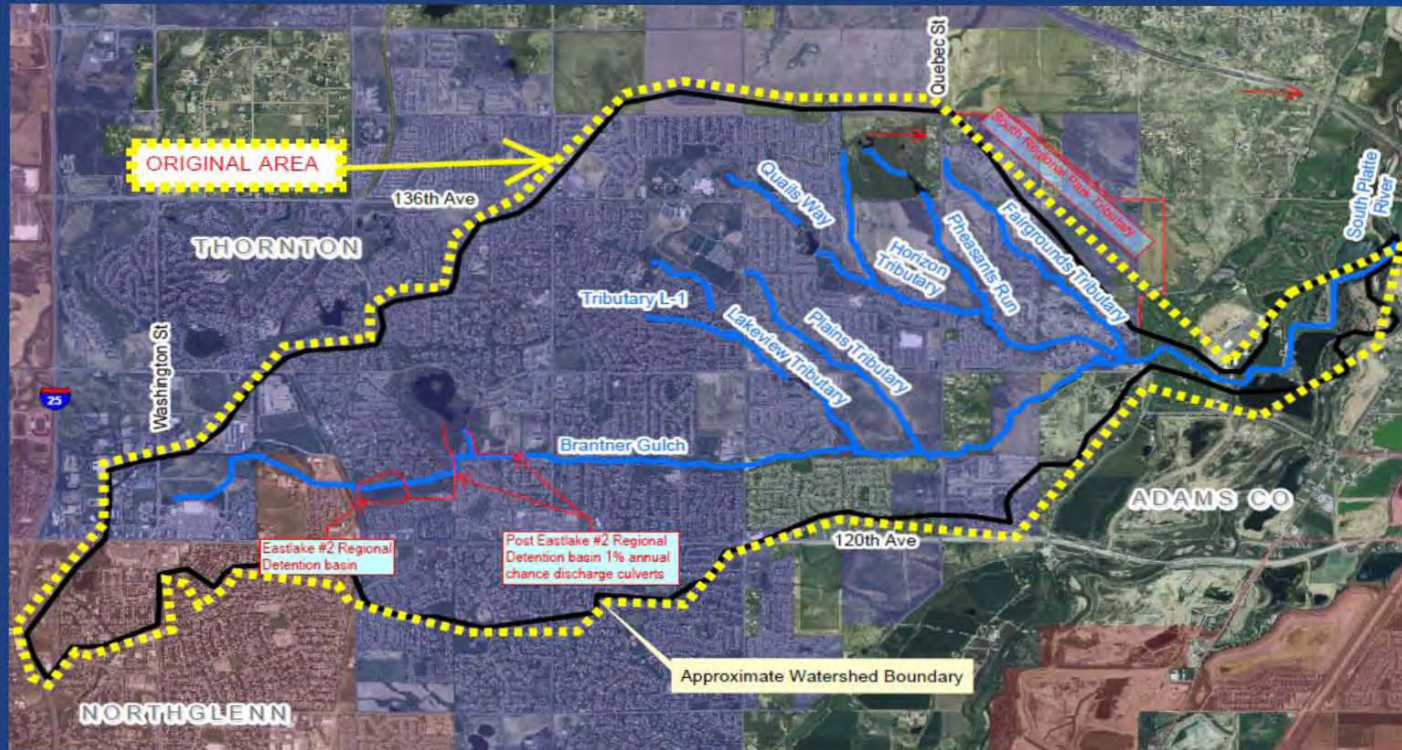 Quebec St
ORIGINAL AREA
136th Ave
THORNTON
Quails Way
South Regional Park Tributary
South Platte
River
Horizon
Tributary
Pheasants Run
Fairgrounds Tributary
Tributary L-1
Lakeview Tributary
Plains Tributary
Washington St
25
Brantner Gulch
ADAMS CO
Eastlake #2 Regional
Detention basin
Post Eastlake #2 Regional
Detention basin 1% annual
chance discharge culverts
120th Ave
Approximate Watershed Boundary
NORTHGLENN